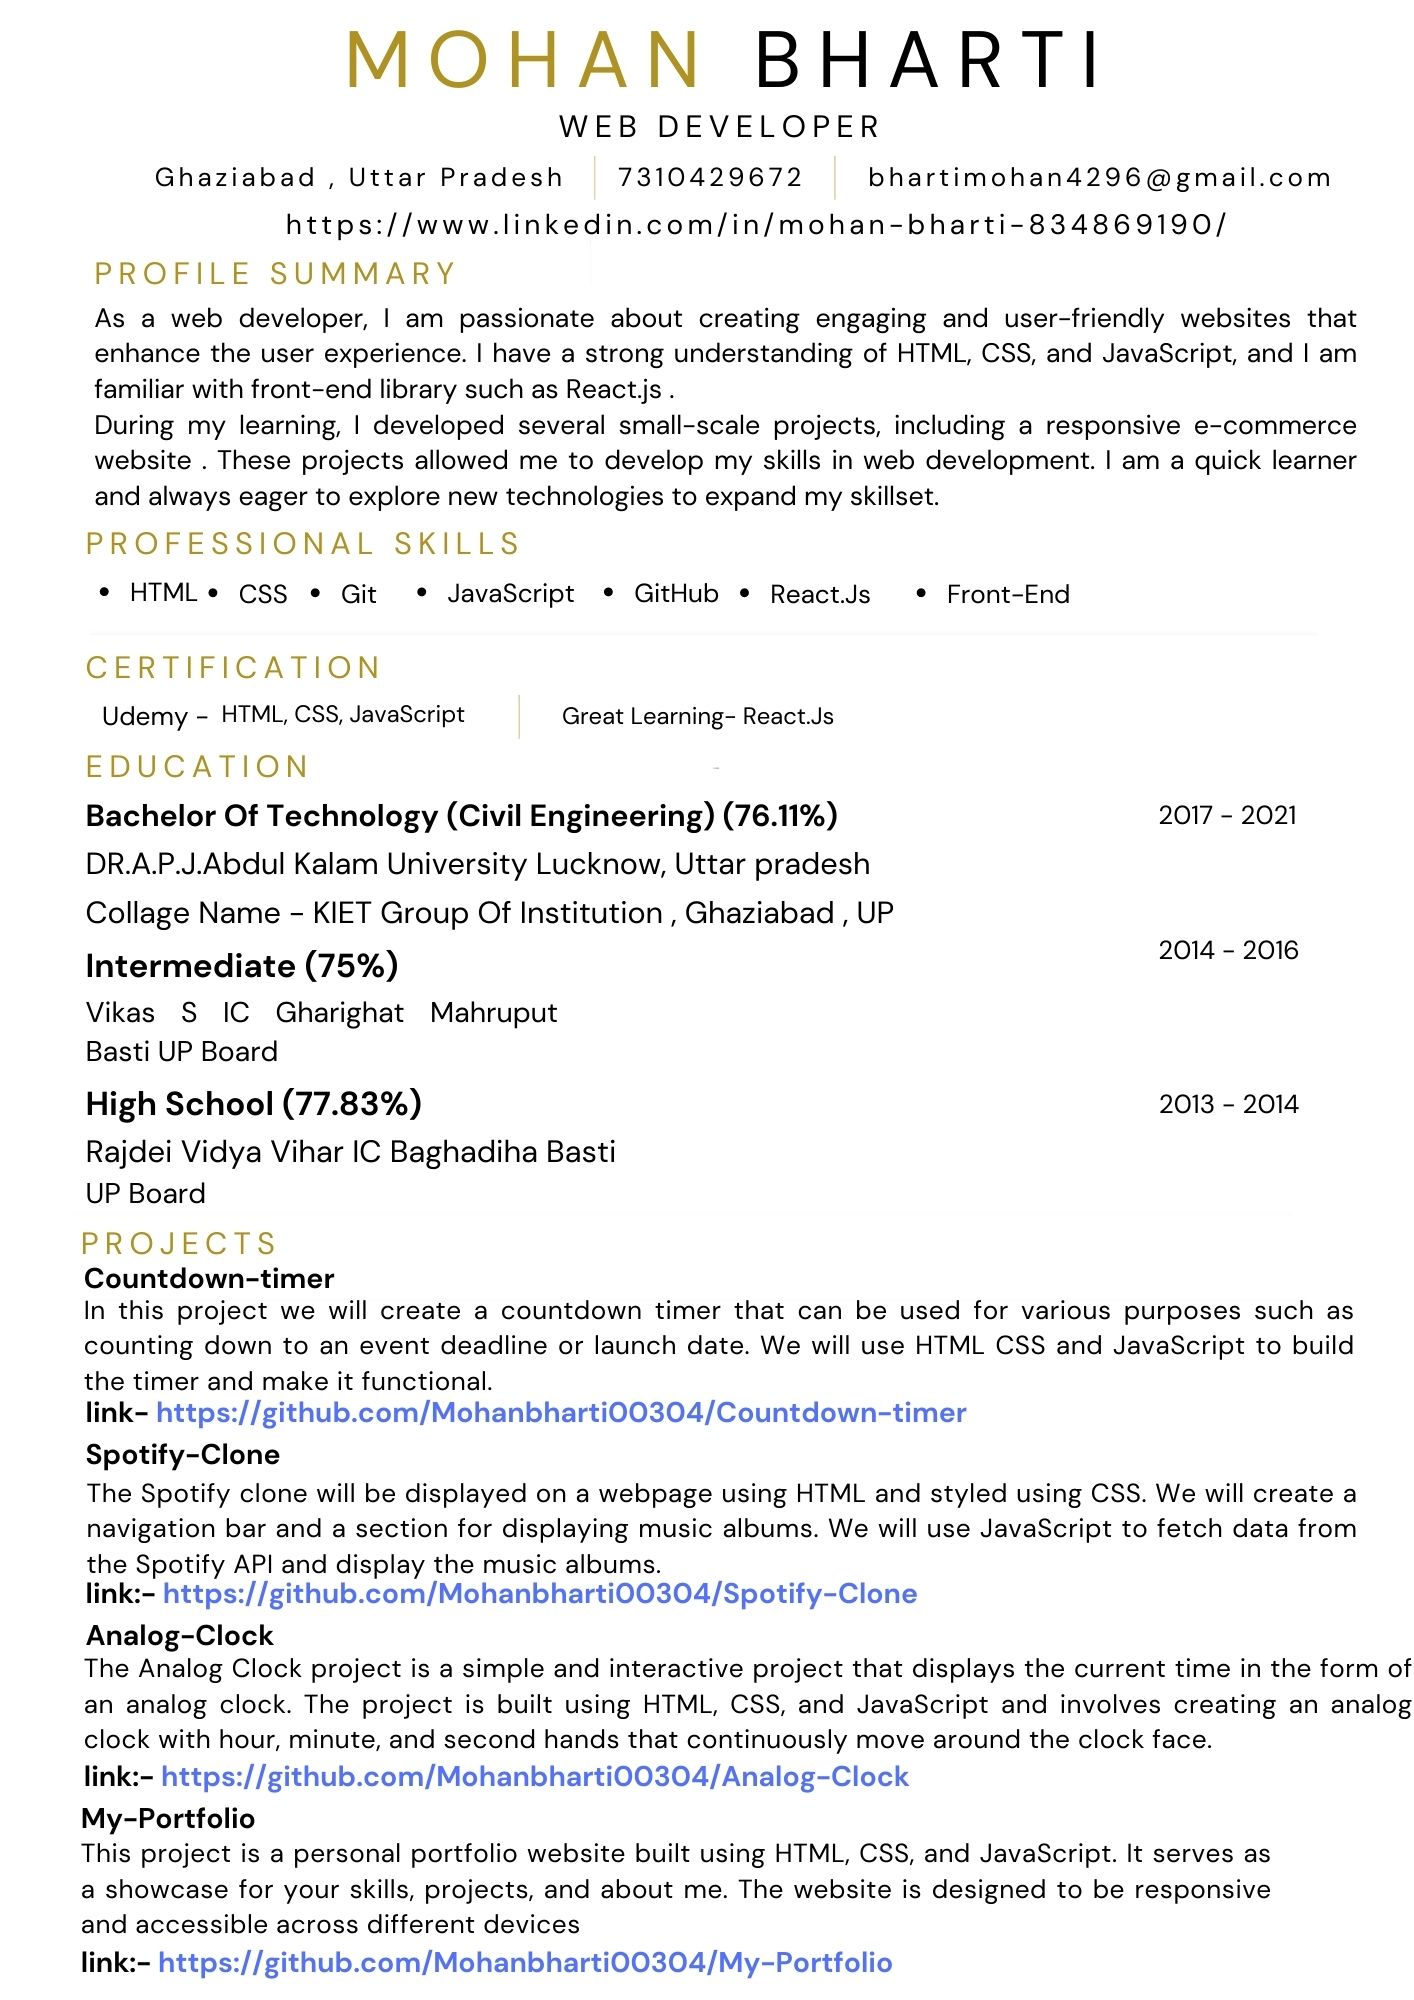 MOHAN BHARTI
WEB DEVELOPER
Ghaziabad , Uttar Pradesh 7310429672 bhartimohan4296@gmail.com
https://www.linkedin.com/in/mohan-bharti-834869190/
PROFILE SUMMARY
As a web developer, I am passionate about creating engaging and user-friendly websites that
enhance the user experience. I have a strong understanding of HTML, CSS, and JavaScript, and I am
familiar with front-end library such as React.js .
During my learning, I developed several small-scale projects, including a responsive e-commerce
website . These projects allowed me to develop my skills in web development. I am a quick learner
and always eager to explore new technologies to expand my skillset.
PROFESSIONAL SKILLS
• HTML • CSS • Git • JavaScript • GitHub • React.Js • Front-End
CERTIFICATION
Udemy - HTML, CSS, JavaScript Great Learning- React.Js
EDUCATION
Bachelor Of Technology (Civil Engineering) (76.11%) 2017 - 2021
DR.A.P.J.Abdul Kalam University Lucknow, Uttar pradesh
Collage Name - KIET Group Of Institution , Ghaziabad , UP
Intermediate (75%) 2014 - 2016
Vikas S IC Gharighat Mahruput
Basti UP Board
High School (77.83%) 2013 - 2014
Rajdei Vidya Vihar IC Baghadiha Basti
UP Board
PROJECTS
Countdown-timer
In this project we will create a countdown timer that can be used for various purposes such as
counting down to an event deadline or launch date. We will use HTML CSS and JavaScript to build
the timer and make it functional.
link- https://github.com/Mohanbharti00304/Countdown-timer
Spotify-Clone
The Spotify clone will be displayed on a webpage using HTML and styled using CSS. We will create a
navigation bar and a section for displaying music albums. We will use JavaScript to fetch data from
the Spotify API and display the music albums.
link:- https://github.com/Mohanbharti00304/Spotify-Clone
Analog-Clock
The Analog Clock project is a simple and interactive project that displays the current time in the form of
an analog clock. The project is built using HTML, CSS, and JavaScript and involves creating an analog
clock with hour, minute, and second hands that continuously move around the clock face.
link:- https://github.com/Mohanbharti00304/Analog-Clock
My-Portfolio
This project is a personal portfolio website built using HTML, CSS, and JavaScript. It serves as
a showcase for your skills, projects, and about me. The website is designed to be responsive
and accessible across different devices
link:- https://github.com/Mohanbharti00304/My-Portfolio